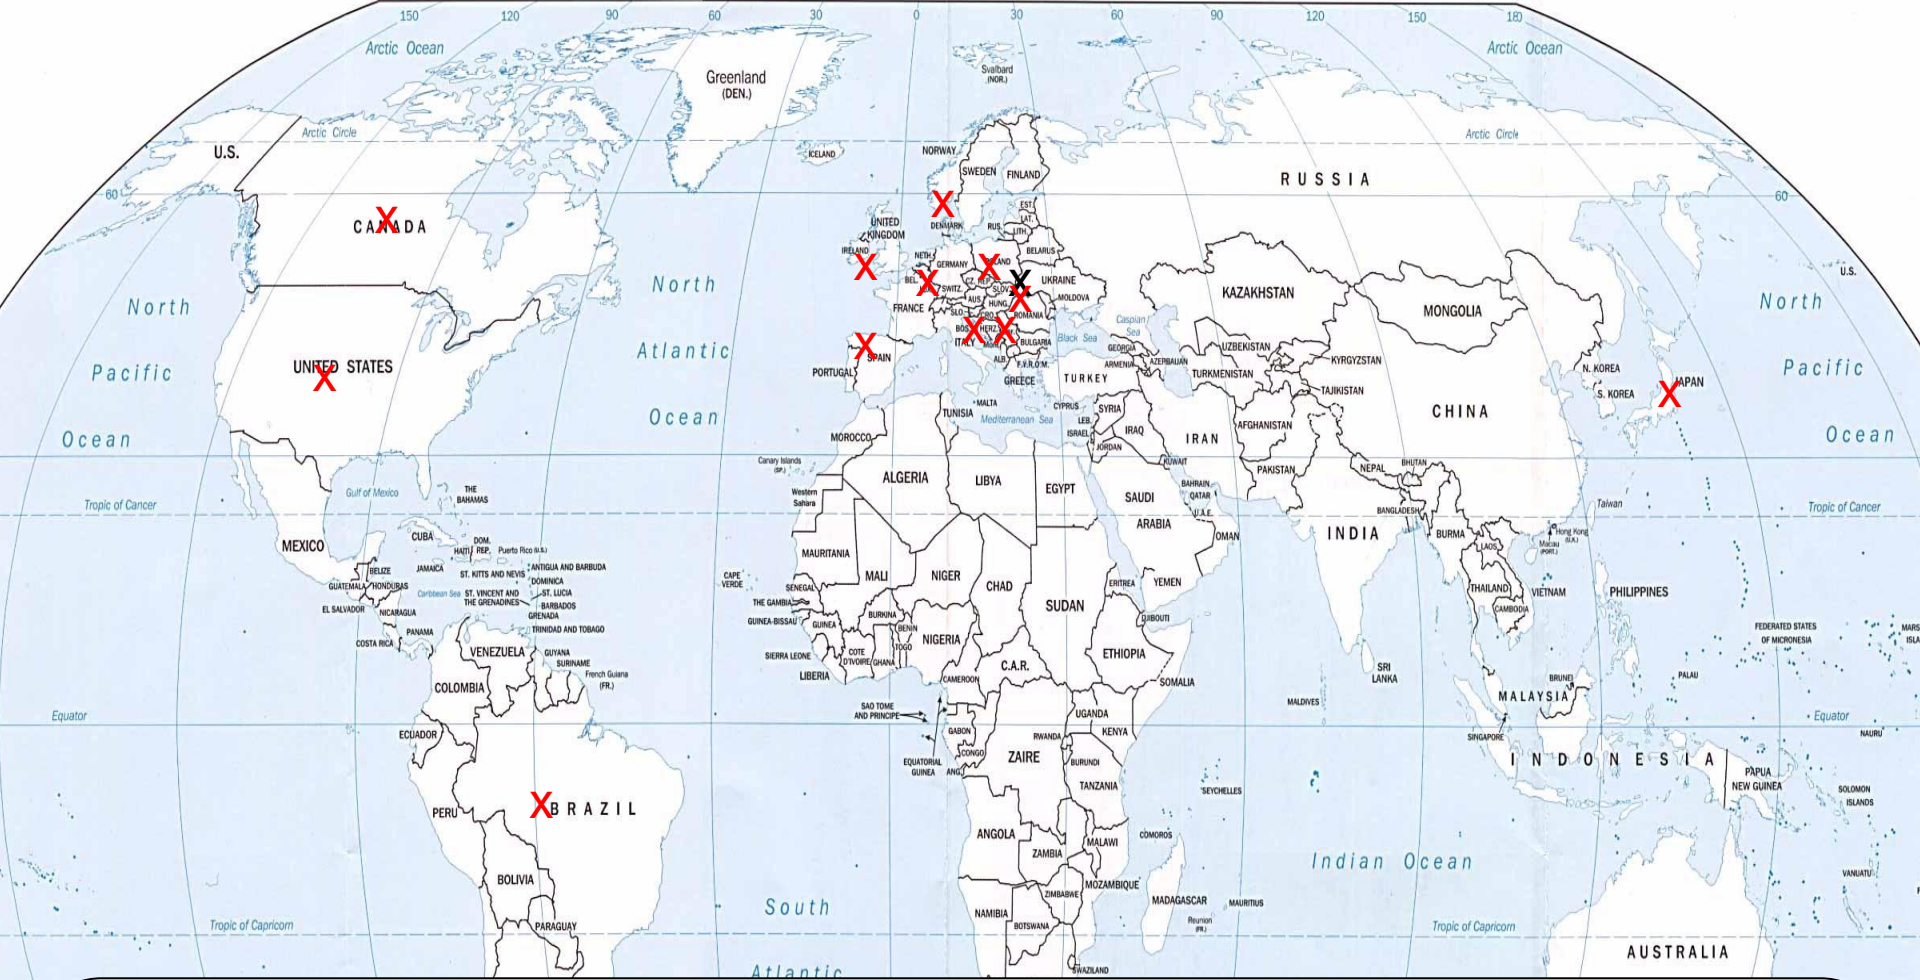 150 120 90 60 30 0 30 60 90 120 150 180
Arctic Ocean
Arctic Ocean
Greenland
(DEN.)
Svalbard
(NOR.)
Arctic Circle
Arctic Circle
U.S.
ICELAND
NORWAY
SWEDEN
FINLAND
RUSSIA
60
60
X
CANADA
X
UNITED
KINGDOM
DENMARK
EST.
LAT.
LITH.
RUS.
BELARUS
IRELAND
X
NETH.
BEL.
X
GERMANY
POLAND
X
X
UKRAINE
CZ. REP.
SLOV.
SWITZ.
AUS.
HUNG.
X
MOLDOVA
ROMANIA
FRANCE
SLO.
CRO.
BOS.
HERZ.
X
X
ITALY
BULGARIA
ALB.
F.Y.R.O.M.
GREECE
X
SPAIN
PORTUGAL
North
Atlantic
Ocean
North
Pacific
Ocean
UNITED STATES
X
KAZAKHSTAN
MONGOLIA
U.S.
North
Pacific
Ocean
Caspian
Sea
Black Sea
GEORGIA
ARMENIA
AZERBAIJAN
UZBEKISTAN
KYRGYZSTAN
TURKMENISTAN
TAJIKISTAN
TURKEY
N. KOREA
S. KOREA
JAPAN
X
CHINA
MALTA
Mediterranean Sea
CYPRUS
SYRIA
LEB.
ISRAEL
IRAQ
JORDAN
IRAN
AFGHANISTAN
KUWAIT
PAKISTAN
NEPAL
BHUTAN
TUNISIA
MOROCCO
Canary Islands
(SP.)
ALGERIA
LIBYA
EGYPT
Western
Sahara
SAUDI
ARABIA
BAHRAIN
QATAR
U.A.E.
OMAN
BANGLADESH
INDIA
BURMA
LAOS
Taiwan
Hong Kong
(U.K.)
Macau
(PORT.)
Gulf of Mexico
THE
BAHAMAS
Tropic of Cancer
Tropic of Cancer
MEXICO
CUBA
HAITI
DOM.
REP.
Puerto Rico (U.S.)
JAMAICA
BELIZE
GUATEMALA
HONDURAS
EL SALVADOR
NICARAGUA
Caribbean Sea
ST. KITTS AND NEVIS
ANTIGUA AND BARBUDA
DOMINICA
ST. LUCIA
ST. VINCENT AND
THE GRENADINES
BARBADOS
GRENADA
TRINIDAD AND TOBAGO
COSTA RICA
PANAMA
VENEZUELA
GUYANA
SURINAME
French Guiana
(FR.)
COLOMBIA
CAPE
VERDE
MAURITANIA
MALI
NIGER
CHAD
SUDAN
ERITREA
YEMEN
DJIBOUTI
SENEGAL
THE GAMBIA
GUINEA-BISSAU
GUINEA
BURKINA
BENIN
TOGO
NIGERIA
SIERRA LEONE
COTE
D'IVOIRE
GHANA
LIBERIA
C.A.R.
CAMEROON
ETHIOPIA
SOMALIA
THAILAND
VIETNAM
CAMBODIA
PHILIPPINES
FEDERATED STATES
OF MICRONESIA
MARS
ISLA
SRI
LANKA
MALDIVES
BRUNEI
MALAYSIA
SINGAPORE
PALAU
Equator
Equator
NAURU
ECUADOR
SAO TOME
AND PRINCIPE
EQUATORIAL
GUINEA
GABON
CONGO
ANG.
ZAIRE
UGANDA
RWANDA
KENYA
BURUNDI
TANZANIA
INDONESIA
PAPUA
NEW GUINEA
SOLOMON
ISLANDS
SEYCHELLES
X
BRAZIL
PERU
BOLIVIA
PARAGUAY
ANGOLA
ZAMBIA
MALAWI
COMOROS
MOZAMBIQUE
ZIMBABWE
NAMIBIA
BOTSWANA
SWAZILAND
MADAGASCAR
MAURITIUS
Reunion
(FR.)
Indian Ocean
VANUATU
South
Atlantic
Tropic of Capricorn
Tropic of Capricorn
AUSTRALIA